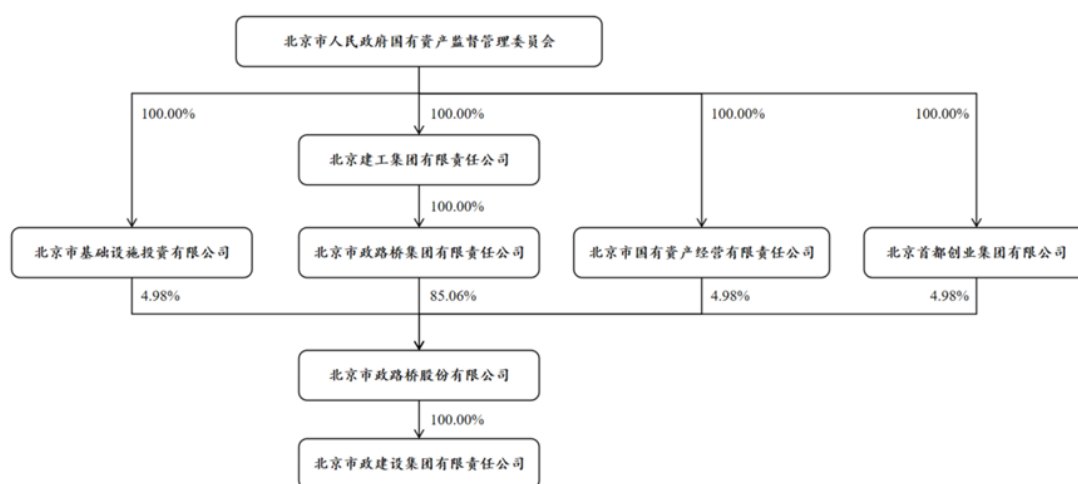 北京市人民政府国有资产监督管理委员会
100.00% 100.00% 100.00% 100.00%
北京建工集团有限责任公司
100.00%
北京市基础设施投资有限公司 北京市政路桥集团有限责任公司 北京市国有资产经营有限责任公司 北京首都创业集团有限公司
4.98% 85.06% 4.98% 4.98%
北京市政路桥股份有限公司
100.00%
北京市政建设集团有限责任公司